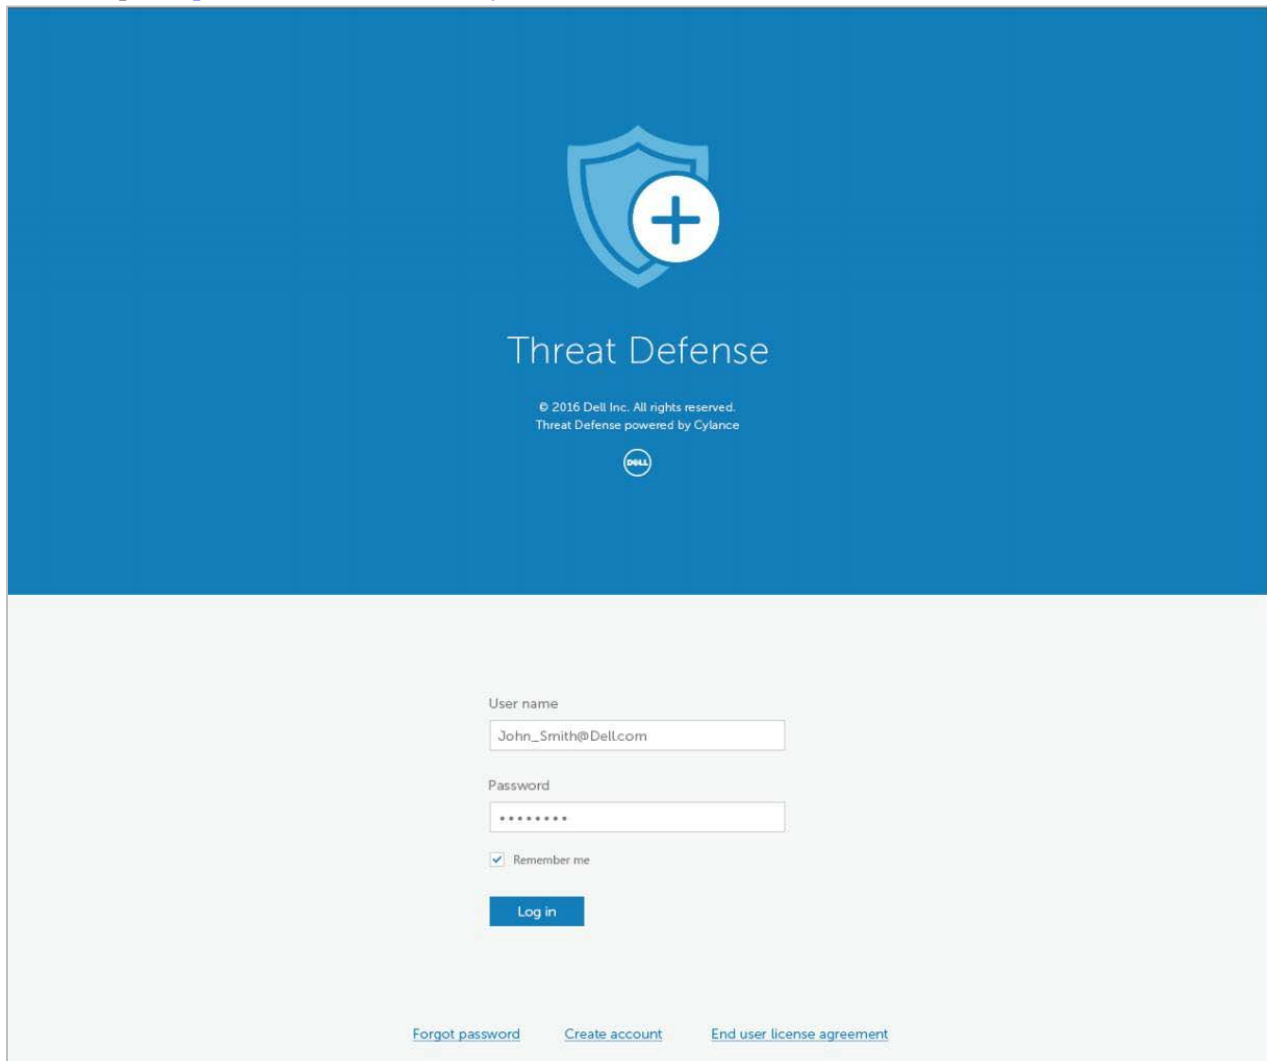 Threat Defense
© 2016 Dell Inc. All rights reserved.
Threat Defense powered by Cylance
DELL
User name
John_Smith@Dell.com
Password
••••••••
Remember me
Log in
Forgot password Create account End user license agreement